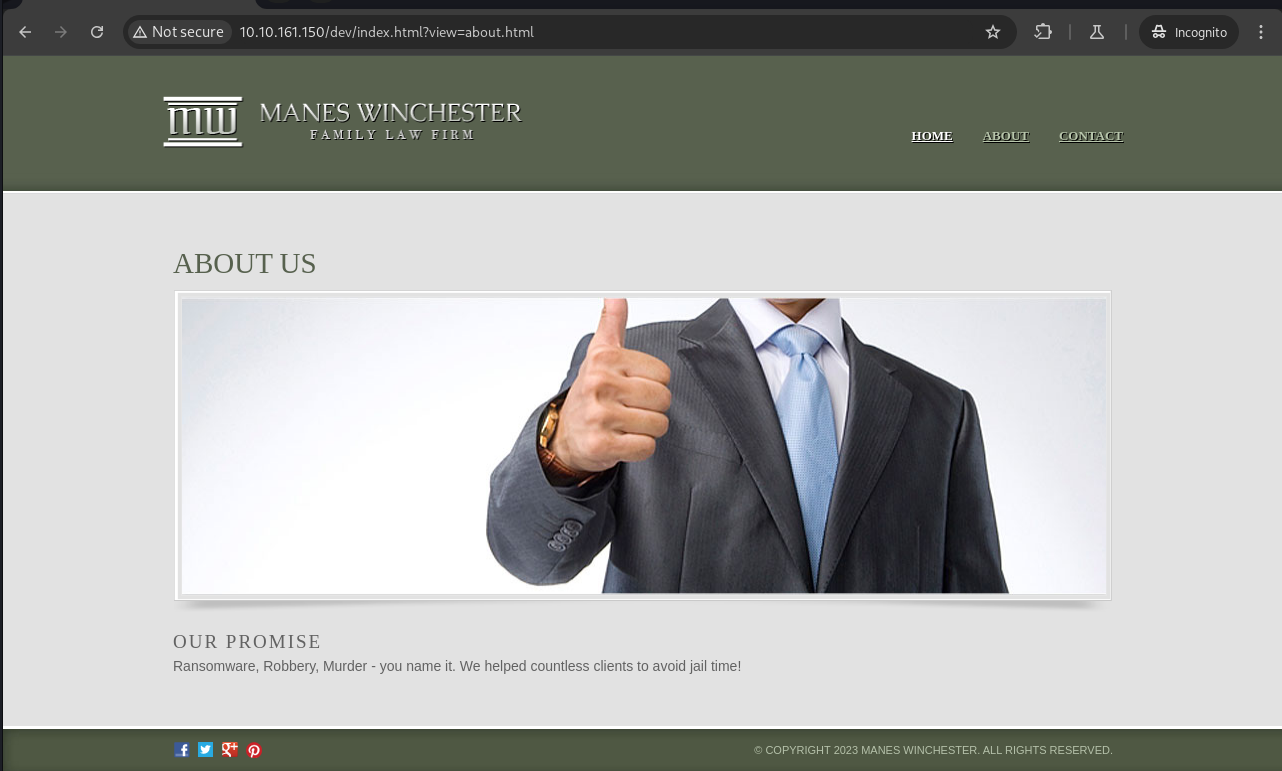 Not secure 10.10.161.150/dev/index.html?view=about.html Incognito
mw MANES WINCHESTER
FAMILY LAW FIRM
HOME ABOUT CONTACT
ABOUT US
OUR PROMISE
Ransomware, Robbery, Murder - you name it. We helped countless clients to avoid jail time!
© COPYRIGHT 2023 MANES WINCHESTER. ALL RIGHTS RESERVED.